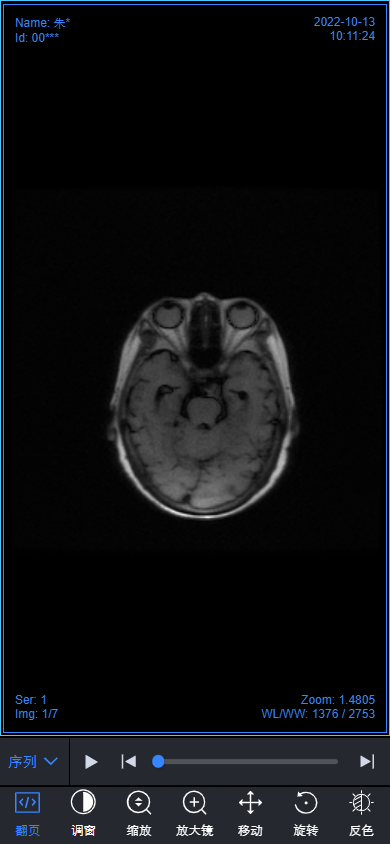 Name: 朱*
Id: 00***
2022-10-13
10:11:24
Ser: 1
Img: 1/7
Zoom: 1.4805
WL/WW: 1376 / 2753
序列
翻页
调窗
缩放
放大镜
移动
旋转
反色